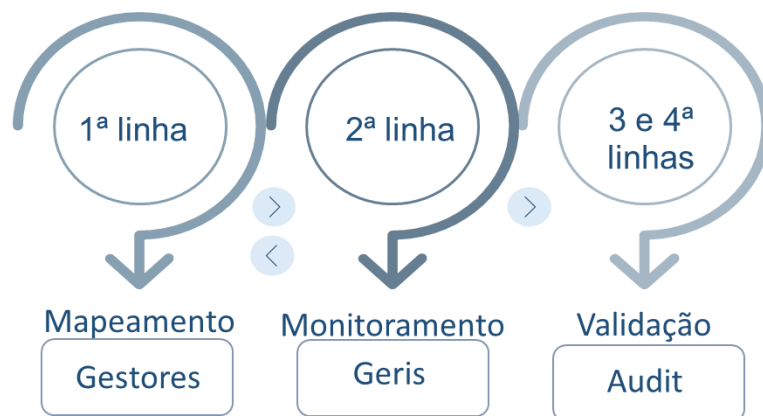 1ª linha
2ª linha
3 e 4ª
linhas
Mapeamento
Monitoramento
Validação
Gestores
Geris
Audit